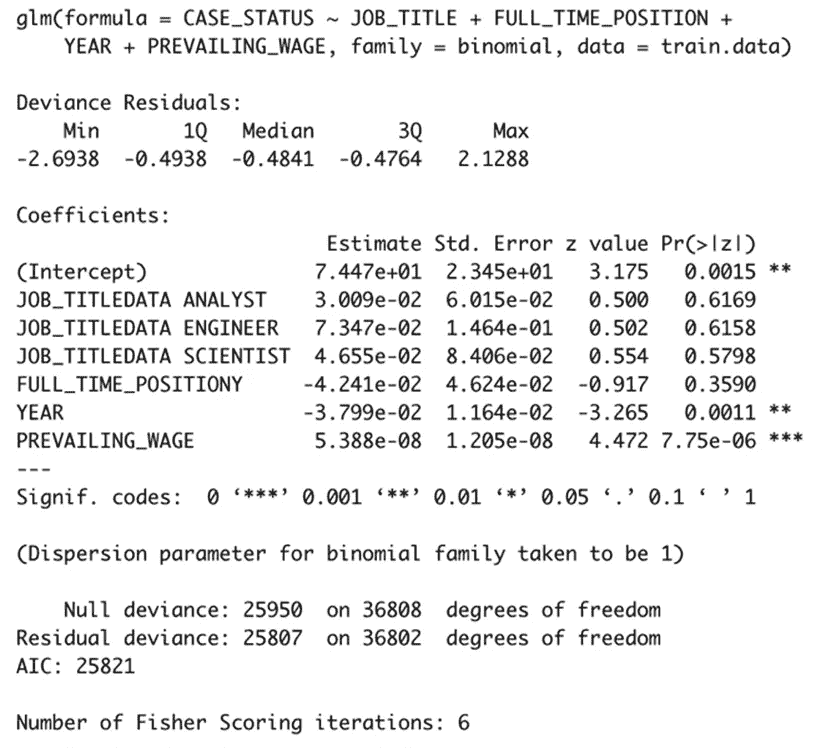 glm(formula = CASE_STATUS ~ JOB_TITLE + FULL_TIME_POSITION +
    YEAR + PREVAILING_WAGE, family = binomial, data = train.data)

Deviance Residuals:
    Min       1Q   Median       3Q      Max
-2.6938  -0.4938  -0.4841  -0.4764   2.1288

Coefficients:
                          Estimate Std. Error z value Pr(>|z|)
(Intercept)              7.447e+01  2.345e+01   3.175   0.0015 **
JOB_TITLEDATA ANALYST    3.009e-02  6.015e-02   0.500   0.6169
JOB_TITLEDATA ENGINEER   7.347e-02  1.464e-01   0.502   0.6158
JOB_TITLEDATA SCIENTIST  4.655e-02  8.406e-02   0.554   0.5798
FULL_TIME_POSITIONY     -4.241e-02  4.624e-02  -0.917   0.3590
YEAR                    -3.799e-02  1.164e-02  -3.265   0.0011 **
PREVAILING_WAGE          5.388e-08  1.205e-08   4.472 7.75e-06 ***
---
Signif. codes:  0 ‘***’ 0.001 ‘**’ 0.01 ‘*’ 0.05 ‘.’ 0.1 ‘ ’ 1

(Dispersion parameter for binomial family taken to be 1)

    Null deviance: 25950  on 36808  degrees of freedom
Residual deviance: 25807  on 36802  degrees of freedom
AIC: 25821

Number of Fisher Scoring iterations: 6